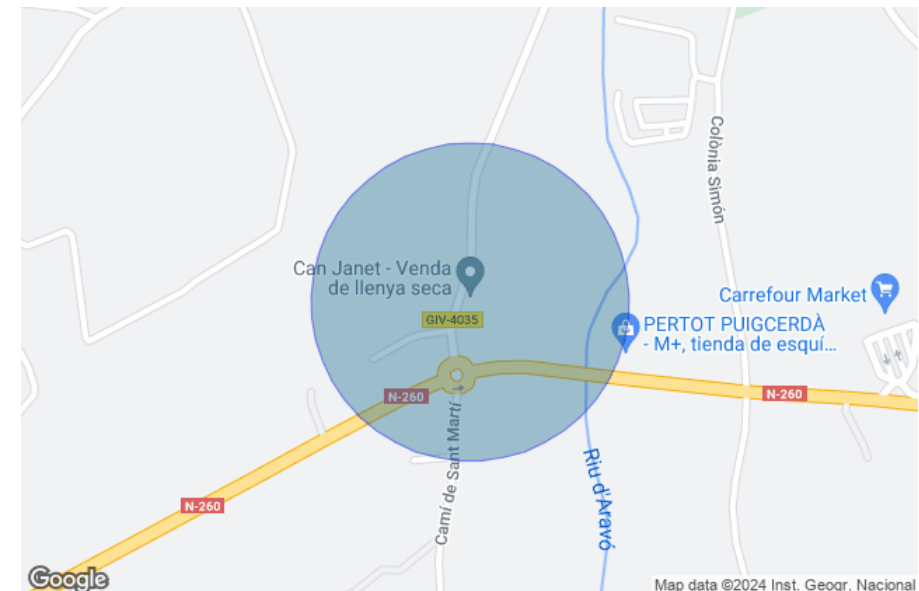 Colònia Simón
Can Janet - Venda
de llenya seca
Carrefour Market
GIV-4035
PERTOT PUIGCERDÀ
- M+, tienda de esquí...
N-260
N-260
Camí de Sant Martí
Riu d'Aravó
N-260
Google
Map data ©2024 Inst. Geogr. Nacional